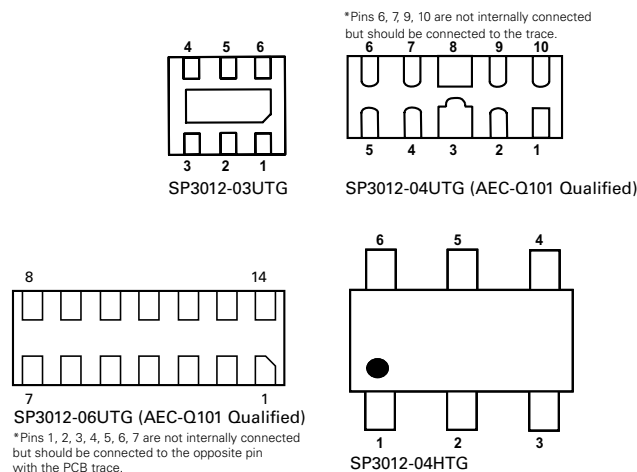 *Pins 6, 7, 9, 10 are not internally connected
but should be connected to the trace.
4 5 6
3 2 1
SP3012-03UTG
6 7 8 9 10
5 4 3 2 1
SP3012-04UTG (AEC-Q101 Qualified)
8 14
7 1
SP3012-06UTG (AEC-Q101 Qualified)
*Pins 1, 2, 3, 4, 5, 6, 7 are not internally connected
but should be connected to the opposite pin
with the PCB trace.
6 5 4
1 2 3
SP3012-04HTG